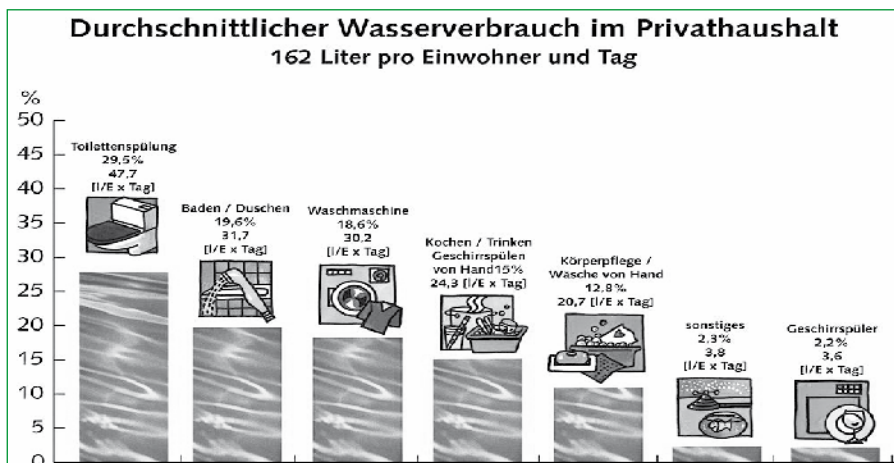 Durchschnittlicher Wasserverbrauch im Privathaushalt
162 Liter pro Einwohner und Tag
%
50
45
40
35
30
25
20
15
10
5
0
Toilettenspülung
29,5%
47,7
[l/E x Tag]
Baden / Duschen
19,6%
31,7
[l/E x Tag]
Waschmaschine
18,6%
30,2
[l/E x Tag]
Kochen / Trinken
Geschirrspülen
von Hand15%
24,3 [l/E x Tag]
Körperpflege /
Wäsche von Hand
12,8%
20,7 [l/E x Tag]
sonstiges
2,3%
3,8
[l/E x Tag]
Geschirrspüler
2,2%
3,6
[l/E x Tag]